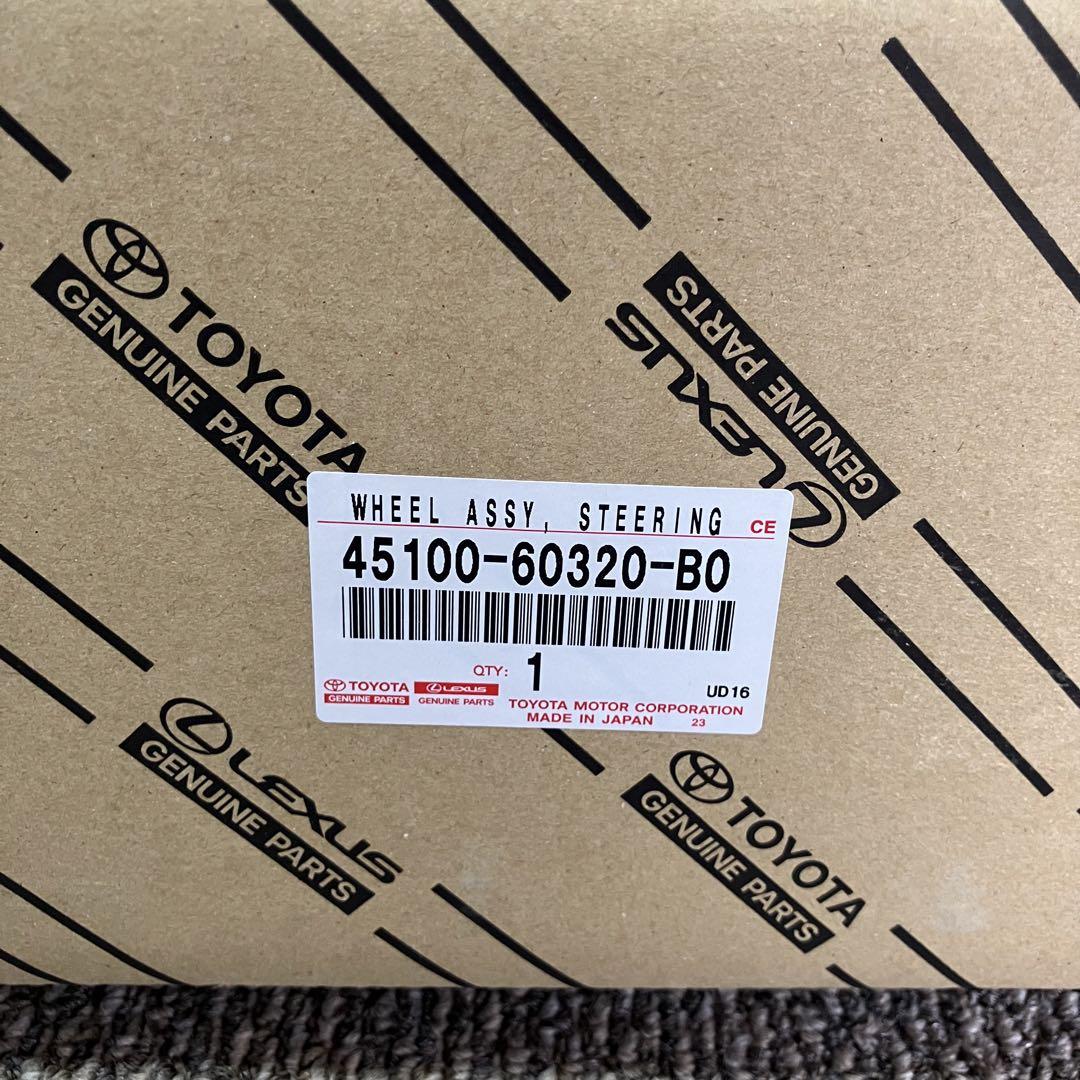 TOYOTA
GENUINE PARTS
LEXUS
GENUINE PARTS
WHEEL ASSY, STEERING CE
45100-60320-B0
QTY: 1
UD16
TOYOTA
GENUINE PARTS
LEXUS
GENUINE PARTS
TOYOTA MOTOR CORPORATION
MADE IN JAPAN 23
LEXUS
GENUINE PARTS
TOYOTA
GENUINE PARTS